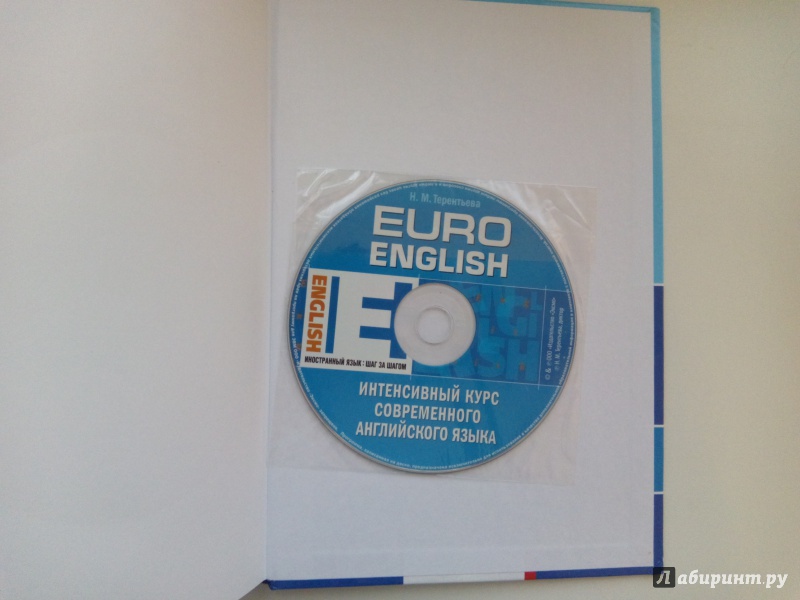 Н. М. Терентьева
EURO
ENGLISH
ENGLISH
E
ИНОСТРАННЫЙ ЯЗЫК: ШАГ ЗА ШАГОМ
ИНТЕНСИВНЫЙ КУРС
СОВРЕМЕННОГО
АНГЛИЙСКОГО ЯЗЫКА
Лабиринт.ру